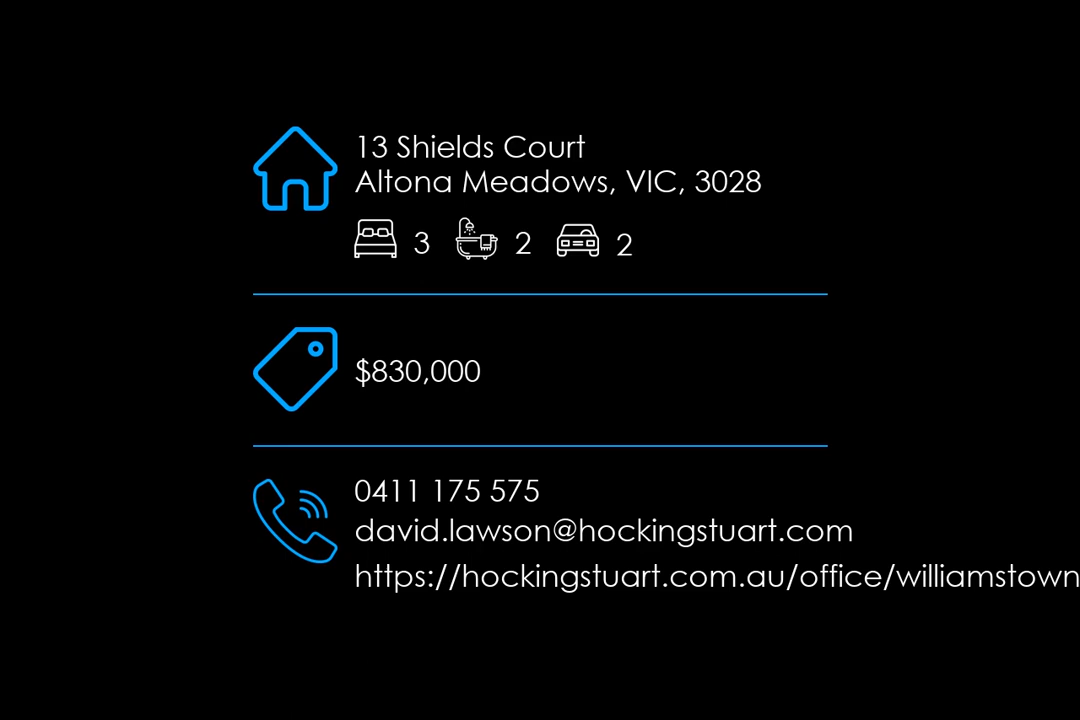 13 Shields Court
Altona Meadows, VIC, 3028
3 2 2
$830,000
0411 175 575
david.lawson@hockingstuart.com
https://hockingstuart.com.au/office/williamstown